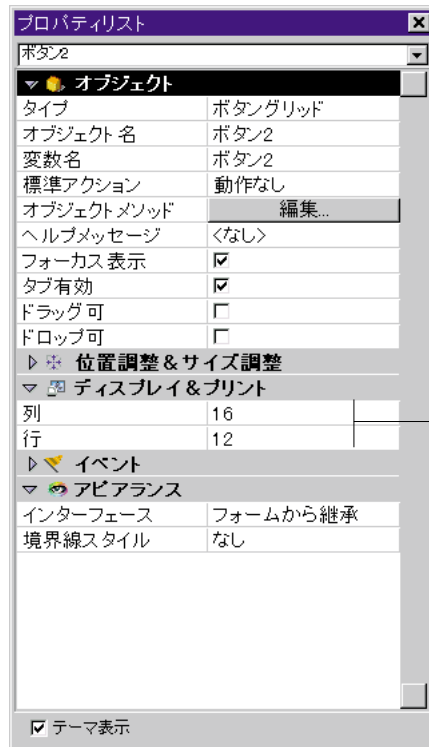 プロパティリスト
ボタン2
オブジェクト
タイプ ボタングリッド
オブジェクト名 ボタン2
変数名 ボタン2
標準アクション 動作なし
オブジェクトメソッド 編集...
ヘルプメッセージ <なし>
フォーカス表示
タブ有効
ドラッグ可
ドロップ可
位置調整&サイズ調整
ディスプレイ&プリント
列 16
行 12
イベント
アピアランス
インターフェース フォームから継承
境界線スタイル なし
テーマ表示